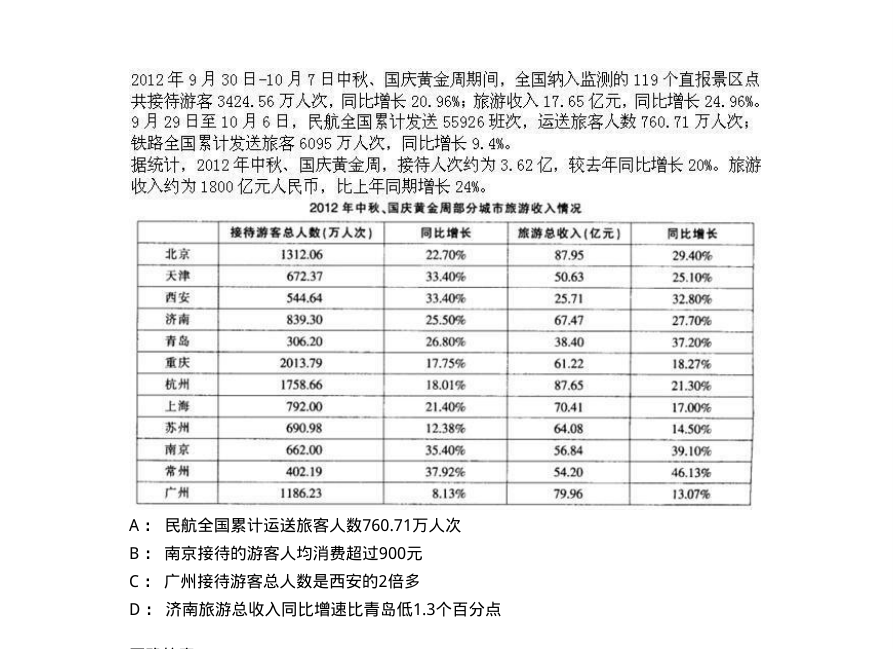 2012年9月30日-10月7日中秋、国庆黄金周期间，全国纳入监测的119个直报景区点
共接待游客3424.56万人次，同比增长20.96%；旅游收入17.65亿元，同比增长24.96%。
9月29日至10月6日，民航全国累计发送55926班次，运送旅客人数760.71万人次；
铁路全国累计发送旅客6095万人次，同比增长9.4%。
据统计，2012年中秋、国庆黄金周，接待人次约为3.62亿，较去年同比增长20%。旅游
收入约为1800亿元人民币，比上年同期增长24%。
2012年中秋、国庆黄金周部分城市旅游收入情况
接待游客总人数(万人次) 同比增长 旅游总收入(亿元) 同比增长
北京 1312.06 22.70% 87.95 29.40%
天津 672.37 33.40% 50.63 25.10%
西安 544.64 33.40% 25.71 32.80%
济南 839.30 25.50% 67.47 27.70%
青岛 306.20 26.80% 38.40 37.20%
重庆 2013.79 17.75% 61.22 18.27%
杭州 1758.66 18.01% 87.65 21.30%
上海 792.00 21.40% 70.41 17.00%
苏州 690.98 12.38% 64.08 14.50%
南京 662.00 35.40% 56.84 39.10%
常州 402.19 37.92% 54.20 46.13%
广州 1186.23 8.13% 79.96 13.07%
A： 民航全国累计运送旅客人数760.71万人次
B： 南京接待的游客人均消费超过900元
C： 广州接待游客总人数是西安的2倍多
D： 济南旅游总收入同比增速比青岛低1.3个百分点